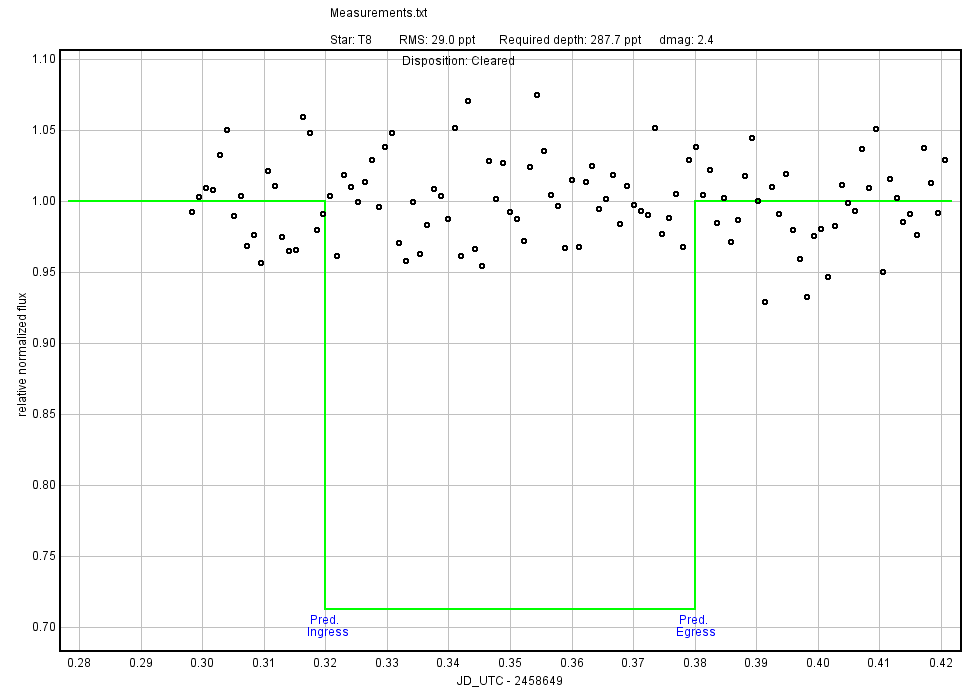 Measurements.txt
Star: T8 RMS: 29.0 ppt Required depth: 287.7 ppt dmag: 2.4
Disposition: Cleared
1.10
1.05
1.00
0.95
0.90
0.85
0.80
0.75
0.70
relative normalized flux
Pred.
Ingress
Pred.
Egress
0.28 0.29 0.30 0.31 0.32 0.33 0.34 0.35 0.36 0.37 0.38 0.39 0.40 0.41 0.42
JD_UTC - 2458649